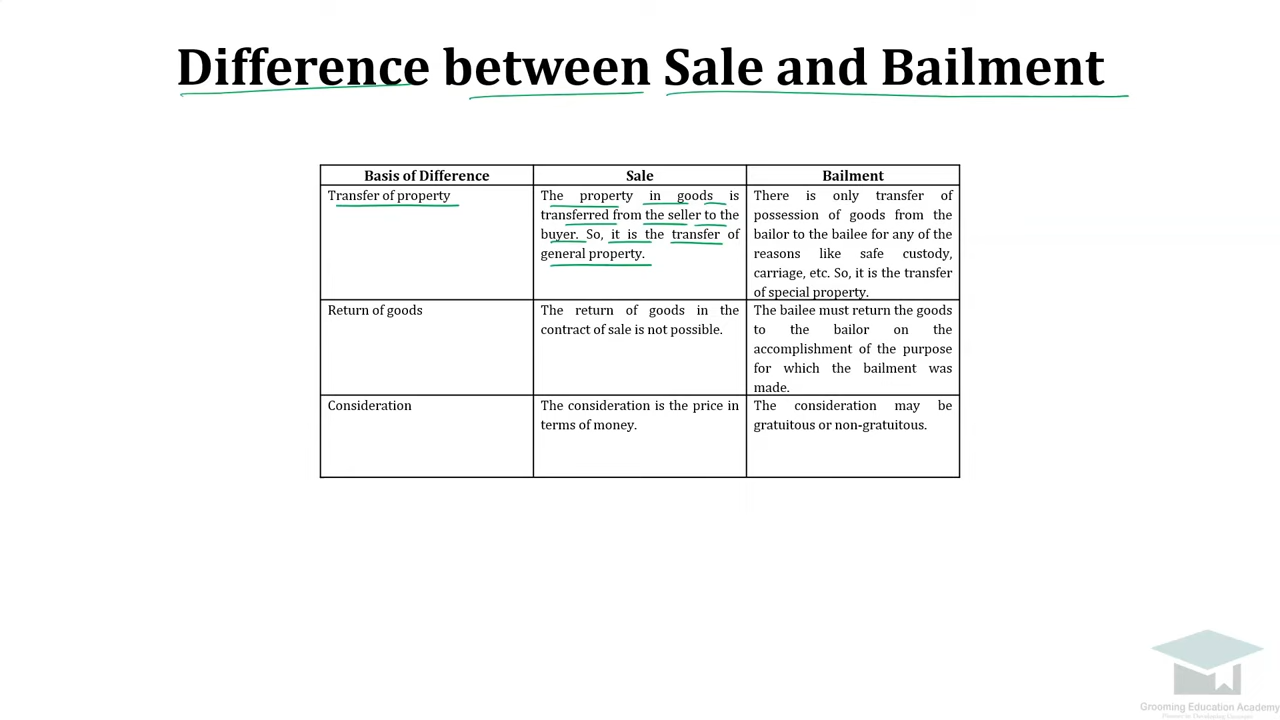 Difference between Sale and Bailment
Basis of Difference
Sale
Bailment
Transfer of property
The property in goods is
transferred from the seller to the
buyer. So, it is the transfer of
general property.
There is only transfer of
possession of goods from the
bailor to the bailee for any of the
reasons like safe custody,
carriage, etc. So, it is the transfer
of special property.
Return of goods
The return of goods in the
contract of sale is not possible.
The bailee must return the goods
to the bailor on the
accomplishment of the purpose
for which the bailment was
made.
Consideration
The consideration is the price in
terms of money.
The consideration may be
gratuitous or non-gratuitous.
Grooming Education Academy
Pioneer in Developing Concepts